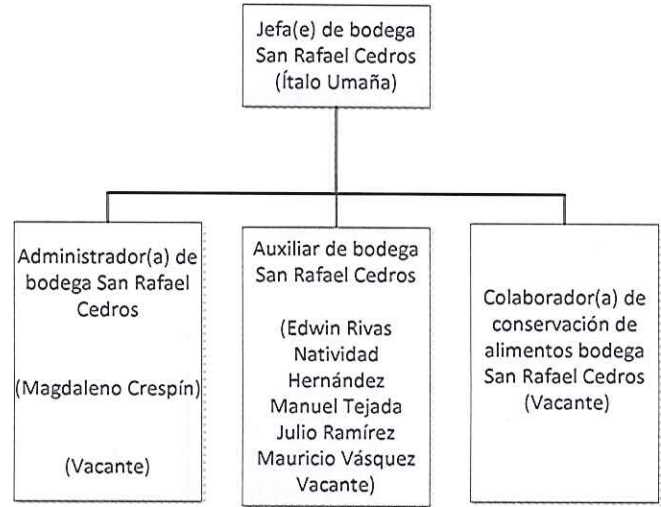 Jefa(e) de bodega
San Rafael Cedros
(Ítalo Umaña)
Administrador(a) de
bodega San Rafael
Cedros
(Magdaleno Crespín)
(Vacante)
Auxiliar de bodega
San Rafael Cedros
(Edwin Rivas
Natividad
Hernández
Manuel Tejada
Julio Ramírez
Mauricio Vásquez
Vacante)
Colaborador(a) de
conservación de
alimentos bodega
San Rafael Cedros
(Vacante)